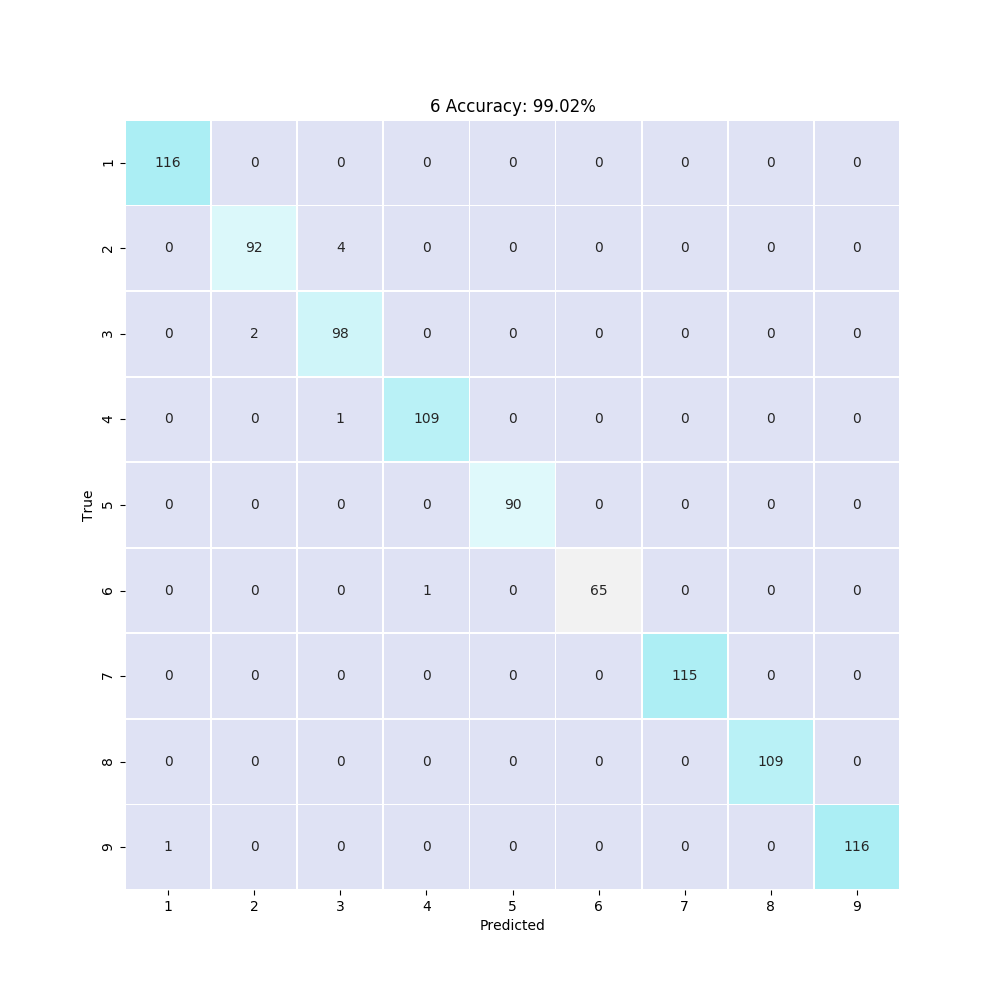 6 Accuracy: 99.02%
1 116 0 0 0 0 0 0 0 0
2 0 92 4 0 0 0 0 0 0
3 0 2 98 0 0 0 0 0 0
4 0 0 1 109 0 0 0 0 0
True
5 0 0 0 0 90 0 0 0 0
6 0 0 0 1 0 65 0 0 0
7 0 0 0 0 0 0 115 0 0
8 0 0 0 0 0 0 0 109 0
9 1 0 0 0 0 0 0 0 116
1 2 3 4 5 6 7 8 9
Predicted